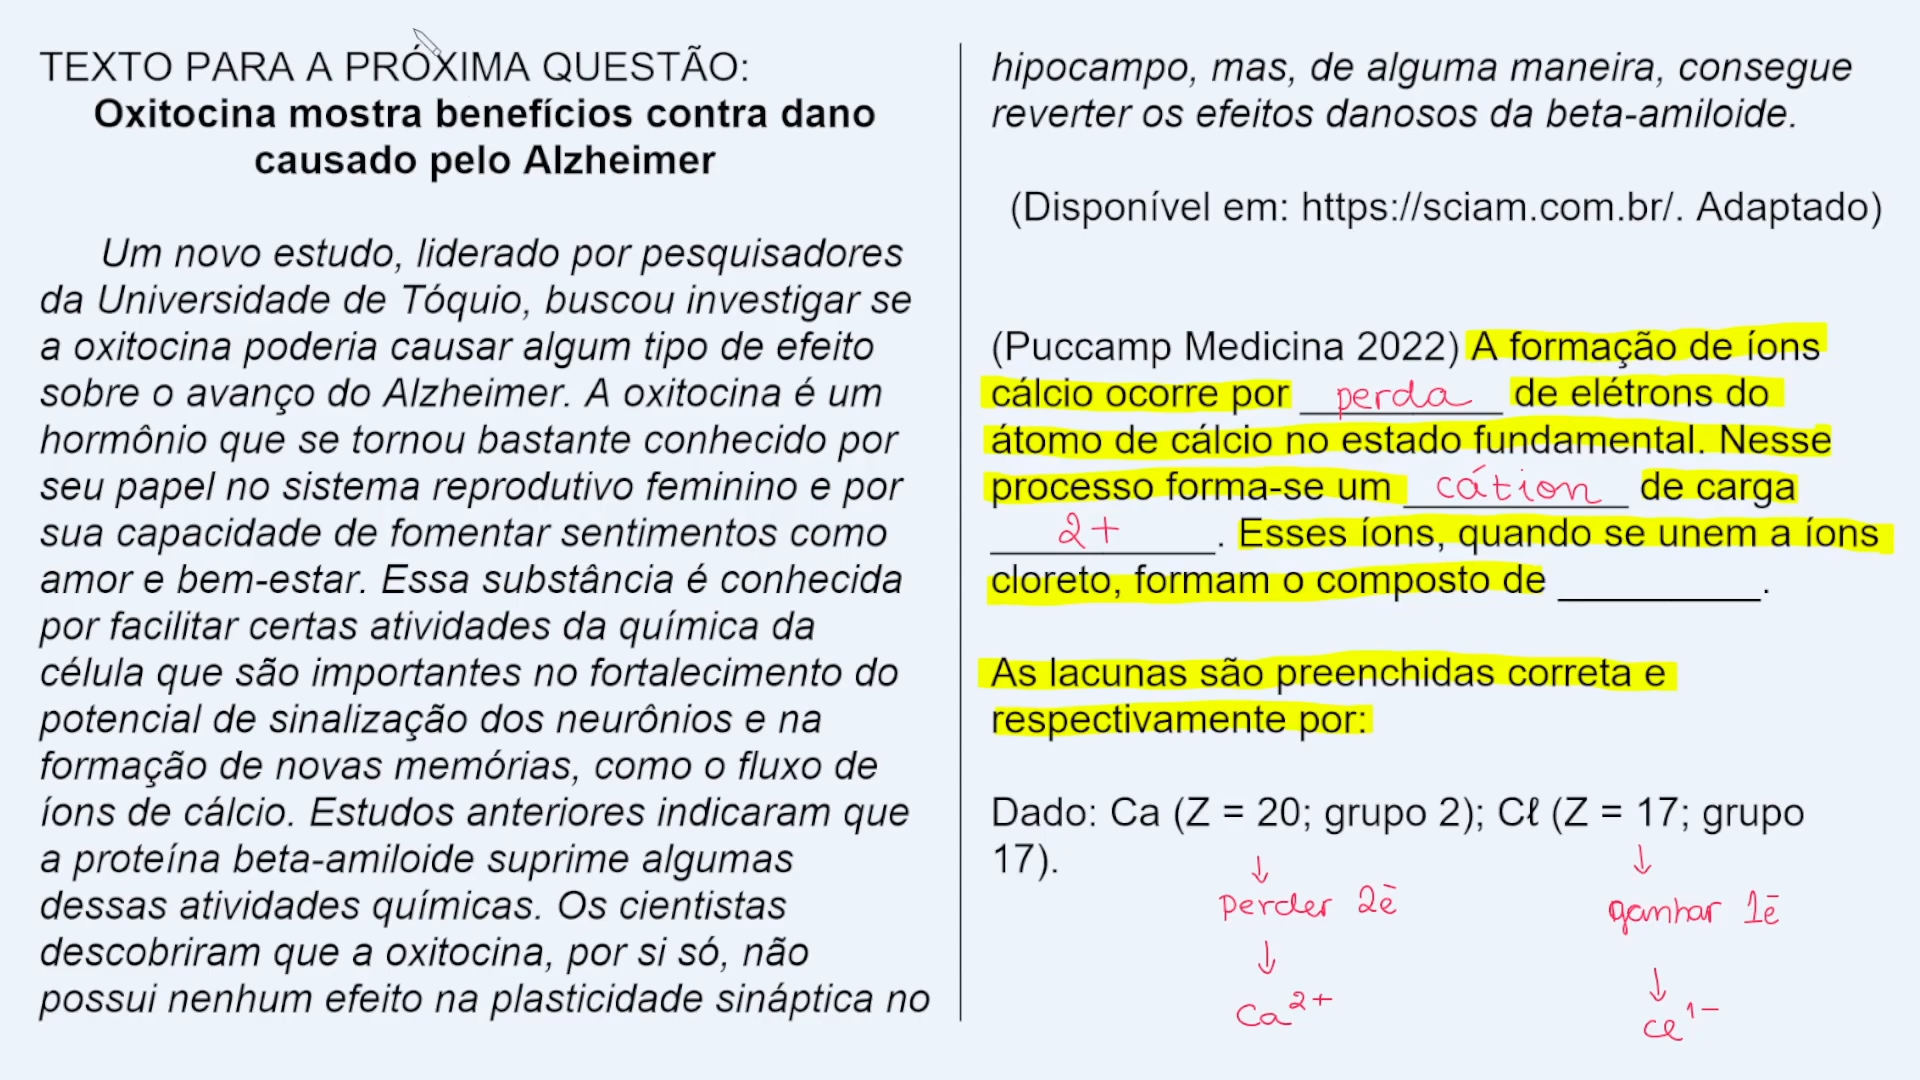 TEXTO PARA A PRÓXIMA QUESTÃO:
Oxitocina mostra benefícios contra dano
causado pelo Alzheimer
Um novo estudo, liderado por pesquisadores
da Universidade de Tóquio, buscou investigar se
a oxitocina poderia causar algum tipo de efeito
sobre o avanço do Alzheimer. A oxitocina é um
hormônio que se tornou bastante conhecido por
seu papel no sistema reprodutivo feminino e por
sua capacidade de fomentar sentimentos como
amor e bem-estar. Essa substância é conhecida
por facilitar certas atividades da química da
célula que são importantes no fortalecimento do
potencial de sinalização dos neurônios e na
formação de novas memórias, como o fluxo de
íons de cálcio. Estudos anteriores indicaram que
a proteína beta-amiloide suprime algumas
dessas atividades químicas. Os cientistas
descobriram que a oxitocina, por si só, não
possui nenhum efeito na plasticidade sináptica no
hipocampo, mas, de alguma maneira, consegue
reverter os efeitos danosos da beta-amiloide.
(Disponível em: https://sciam.com.br/. Adaptado)
(Puccamp Medicina 2022) A formação de íons
cálcio ocorre por perda de elétrons do
átomo de cálcio no estado fundamental. Nesse
processo forma-se um cátion de carga
2+. Esses íons, quando se unem a íons
cloreto, formam o composto de __________.
As lacunas são preenchidas correta e
respectivamente por:
Dado: Ca (Z = 20; grupo 2); Cℓ (Z = 17; grupo
17).
↓ ↓
perder 2ē ganhar 1ē
↓ ↓
Ca²⁺ Cℓ¹⁻